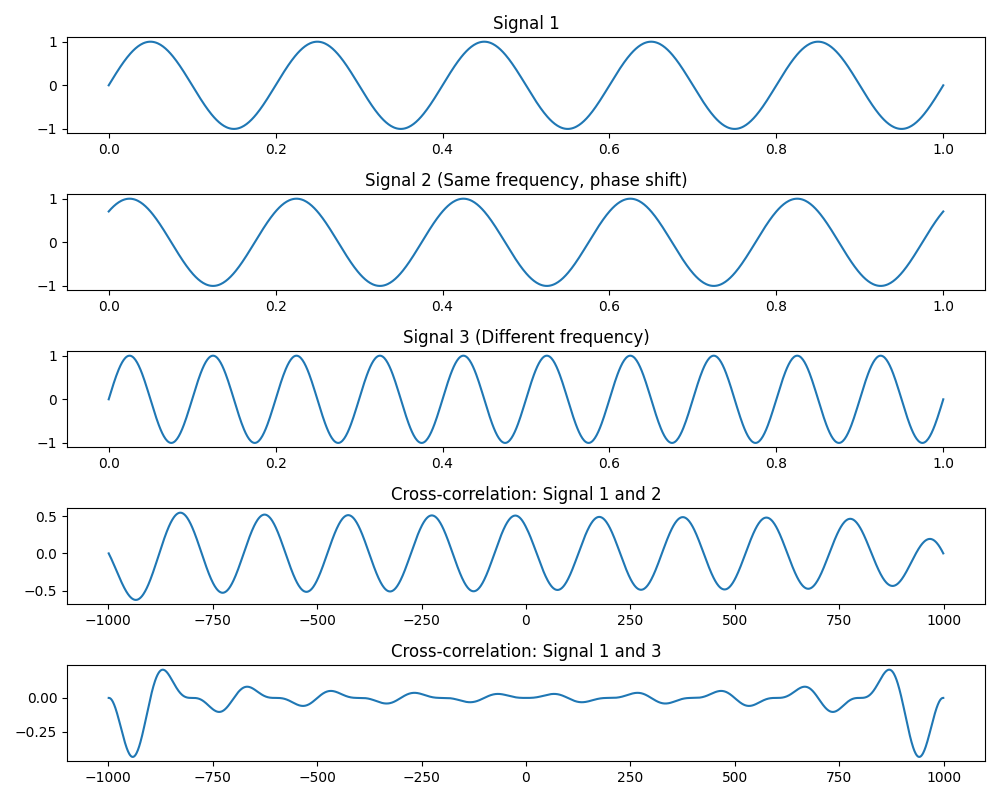 Signal 1
1
0
−1
0.0 0.2 0.4 0.6 0.8 1.0
Signal 2 (Same frequency, phase shift)
1
0
−1
0.0 0.2 0.4 0.6 0.8 1.0
Signal 3 (Different frequency)
1
0
−1
0.0 0.2 0.4 0.6 0.8 1.0
Cross-correlation: Signal 1 and 2
0.5
0.0
−0.5
−1000 −750 −500 −250 0 250 500 750 1000
Cross-correlation: Signal 1 and 3
0.00
−0.25
−1000 −750 −500 −250 0 250 500 750 1000